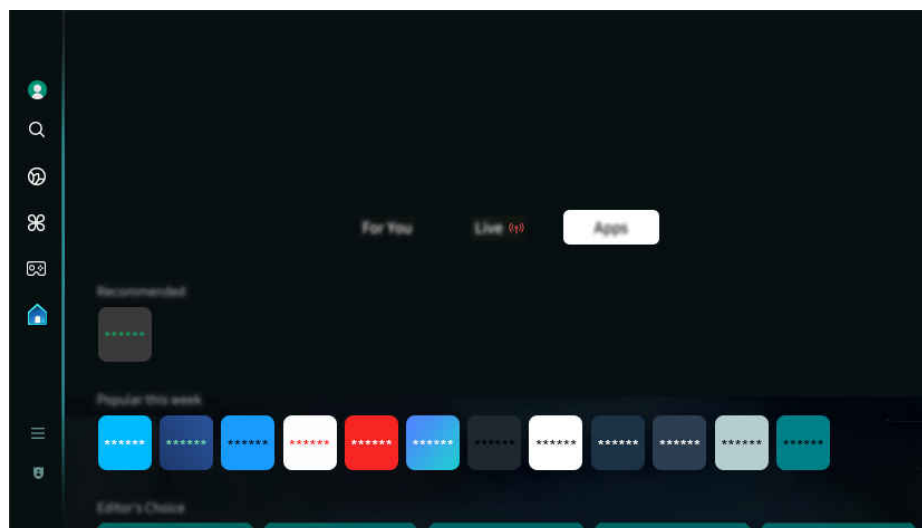 For You
Live
Apps
Recommended
******
Popular this week
****** ****** ****** ****** ****** ****** ****** ****** ****** ****** ****** ******
Editor's Choice